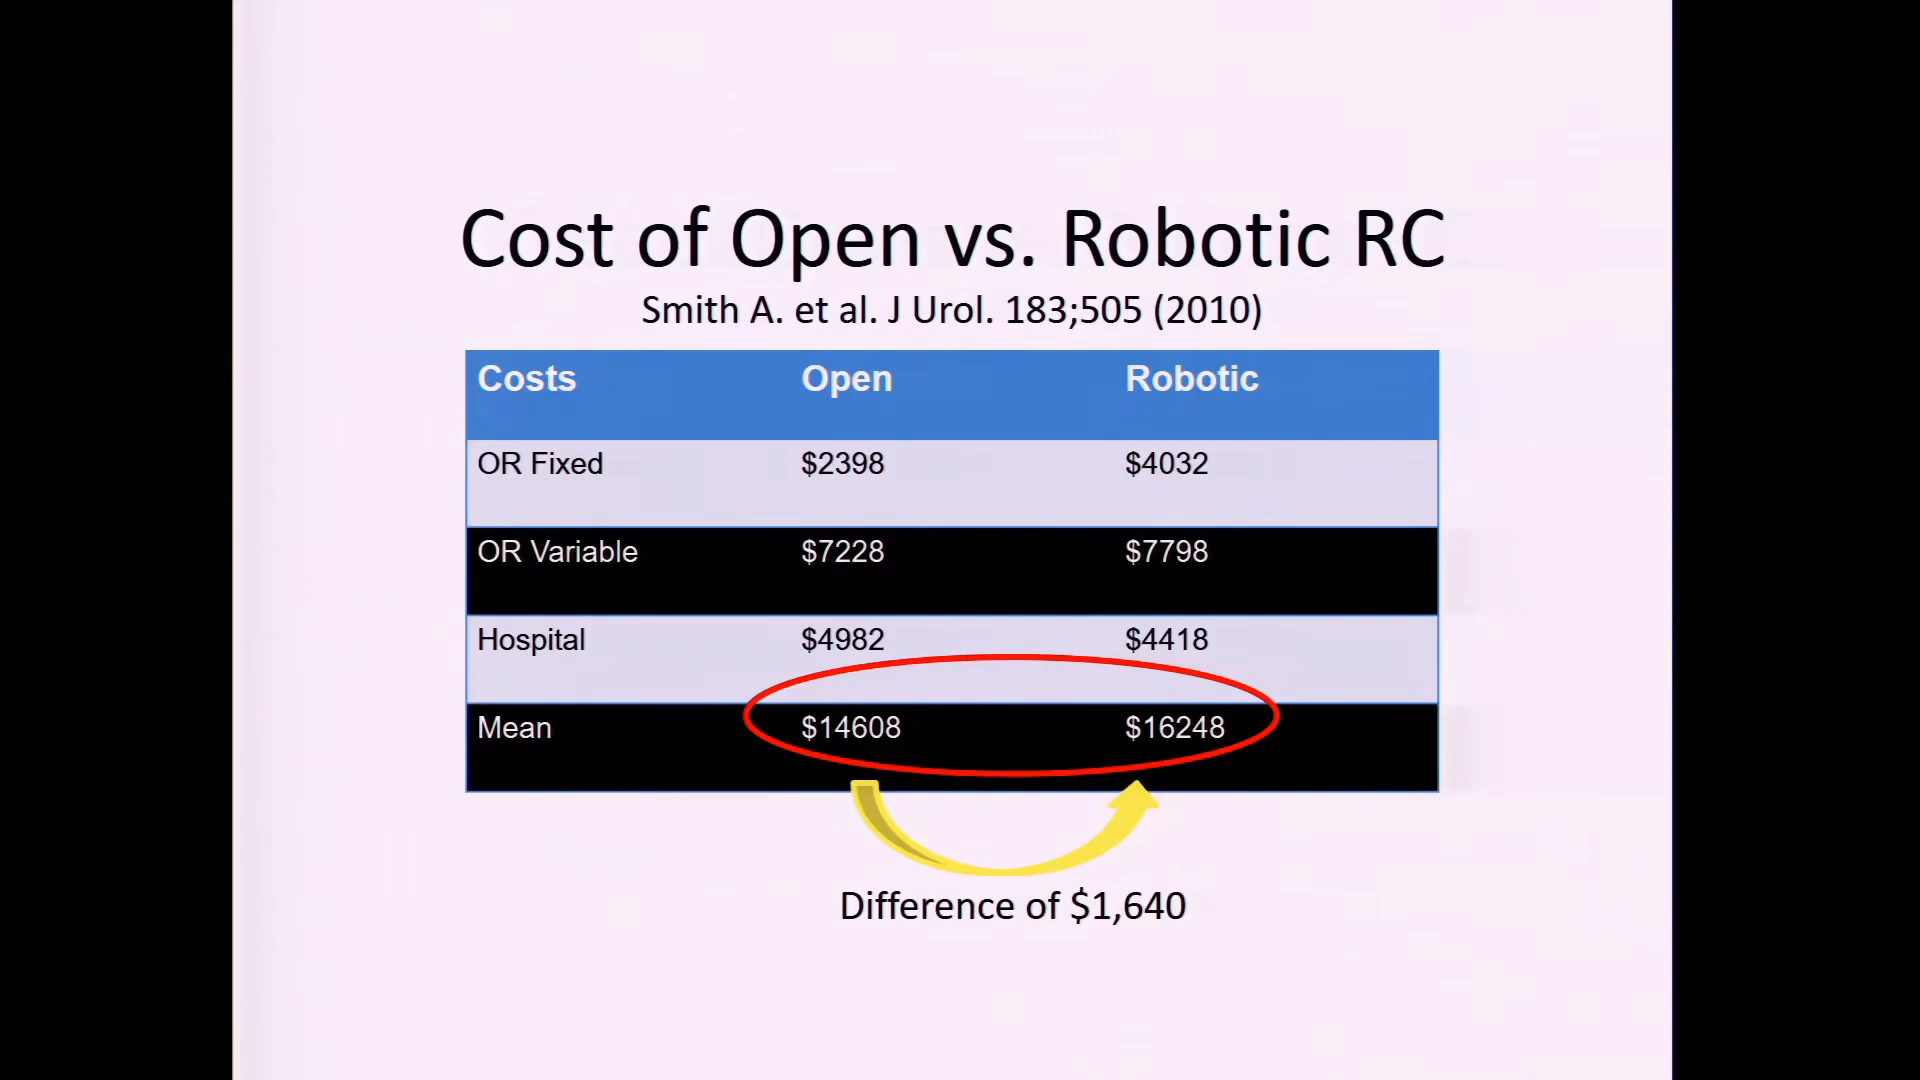 Cost of Open vs. Robotic RC
Smith A. et al. J Urol. 183;505 (2010)
Costs Open Robotic
OR Fixed $2398 $4032
OR Variable $7228 $7798
Hospital $4982 $4418
Mean $14608 $16248
Difference of $1,640